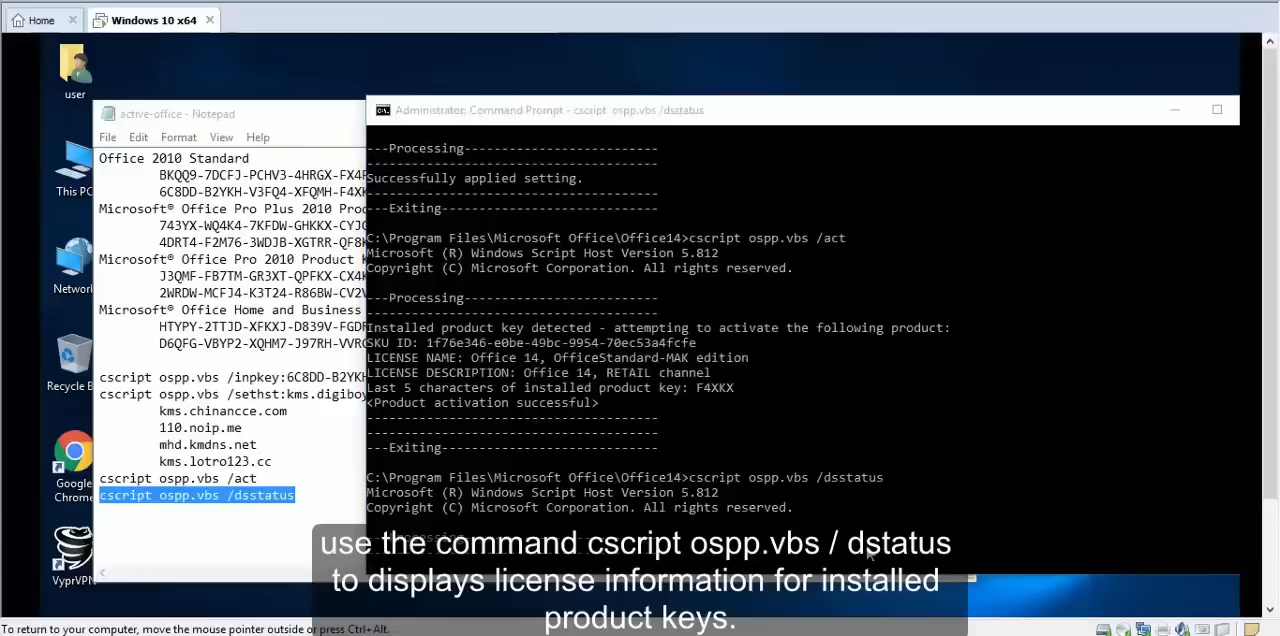 Home
Windows 10 x64
user
This PC
Network
Recycle B
Google
Chrome
VyprVPN
active-office - Notepad
File Edit Format View Help
Office 2010 Standard
BKQQ9-7DCFJ-PCHV3-4HRGX-FX4F
6C8DD-B2YKH-V3FQ4-XFQMH-F4XK
Microsoft® Office Pro Plus 2010 Prod
743YX-WQ4K4-7KFDW-GHKKX-CYJC
4DRT4-F2M76-3WDJB-XGTRR-QF8K
Microsoft® Office Pro 2010 Product K
J3QMF-FB7TM-GR3XT-QPFKX-CX4K
2WRDW-MCFJ4-K3T24-R86BW-CV2V
Microsoft® Office Home and Business
HTYPY-2TTJD-XFKXJ-D839V-FGDF
D6QFG-VBYP2-XQHM7-J97RH-VVRC
cscript ospp.vbs /inpkey:6C8DD-B2YKH
cscript ospp.vbs /sethst:kms.digiboy
kms.chinancce.com
110.noip.me
mhd.kmdns.net
kms.lotro123.cc
cscript ospp.vbs /act
cscript ospp.vbs /dsstatus
Administrator: Command Prompt - cscript ospp.vbs /dsstatus
---Processing--------------------------
---------------------------------------
Successfully applied setting.
---------------------------------------
---Exiting-----------------------------
C:\Program Files\Microsoft Office\Office14>cscript ospp.vbs /act
Microsoft (R) Windows Script Host Version 5.812
Copyright (C) Microsoft Corporation. All rights reserved.
---Processing--------------------------
---------------------------------------
Installed product key detected - attempting to activate the following product:
SKU ID: 1f76e346-e0be-49bc-9954-70ec53a4fcfe
LICENSE NAME: Office 14, OfficeStandard-MAK edition
LICENSE DESCRIPTION: Office 14, RETAIL channel
Last 5 characters of installed product key: F4XKX
<Product activation successful>
---------------------------------------
---------------------------------------
---Exiting-----------------------------
C:\Program Files\Microsoft Office\Office14>cscript ospp.vbs /dsstatus
Microsoft (R) Windows Script Host Version 5.812
Copyright (C) Microsoft Corporation. All rights reserved.
use the command cscript ospp.vbs / dstatus
to displays license information for installed
product keys.
To return to your computer, move the mouse pointer outside or press Ctrl+Alt.